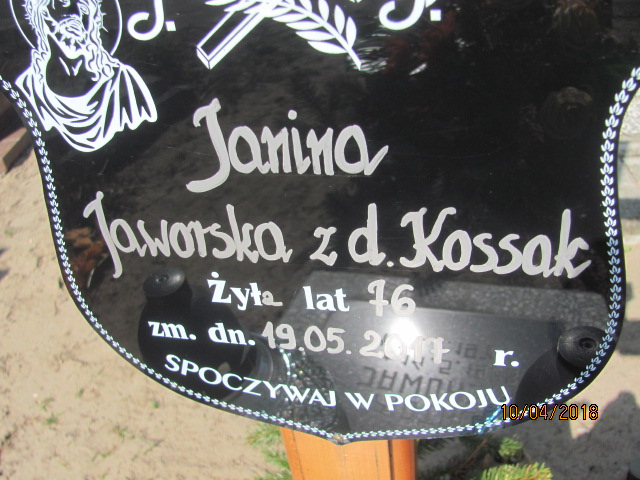 Ś. P.
Janina
Jaworska z d. Kossak
Żyła lat 76
zm. dn. 19.05.2017 r.
SPOCZYWAJ W POKOJU
10/04/2018